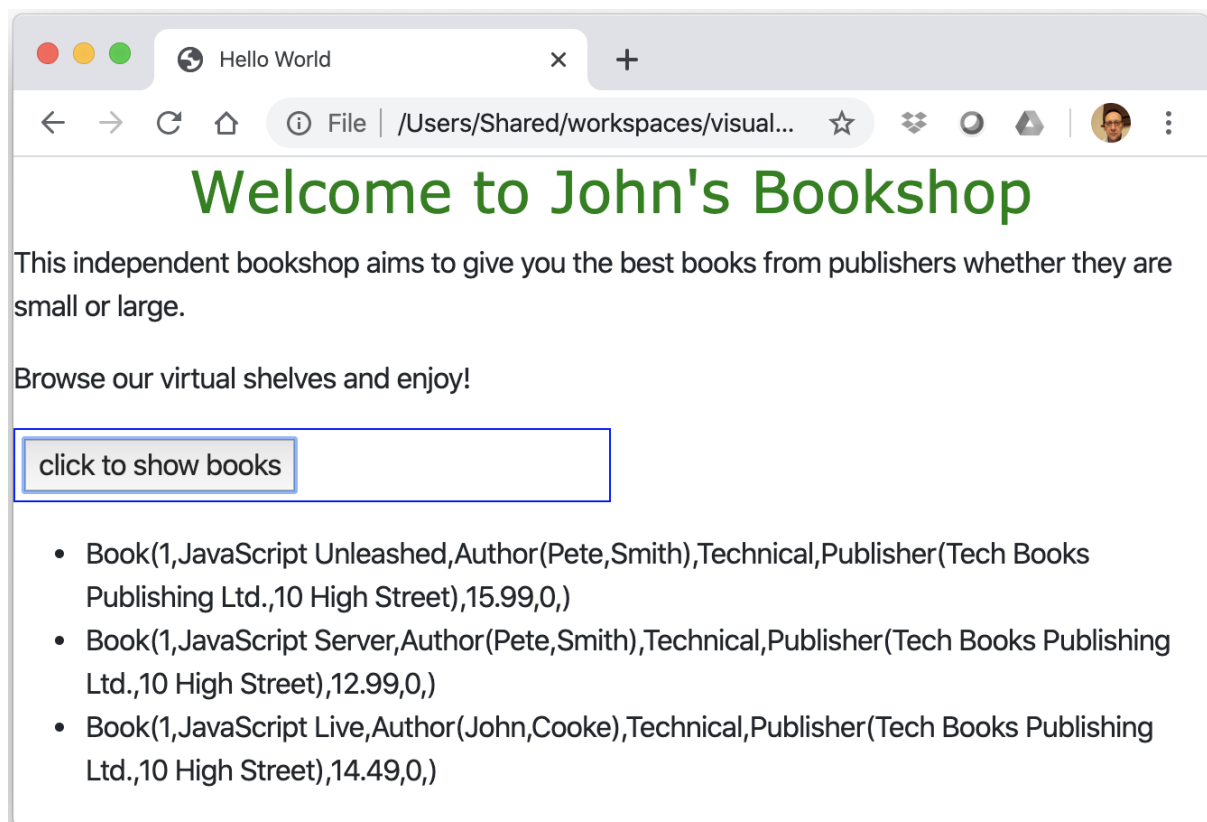 Hello World
File /Users/Shared/workspaces/visual...
Welcome to John's Bookshop
This independent bookshop aims to give you the best books from publishers whether they are
small or large.
Browse our virtual shelves and enjoy!
click to show books
• Book(1,JavaScript Unleashed,Author(Pete,Smith),Technical,Publisher(Tech Books
Publishing Ltd.,10 High Street),15.99,0,)
• Book(1,JavaScript Server,Author(Pete,Smith),Technical,Publisher(Tech Books Publishing
Ltd.,10 High Street),12.99,0,)
• Book(1,JavaScript Live,Author(John,Cooke),Technical,Publisher(Tech Books Publishing
Ltd.,10 High Street),14.49,0,)